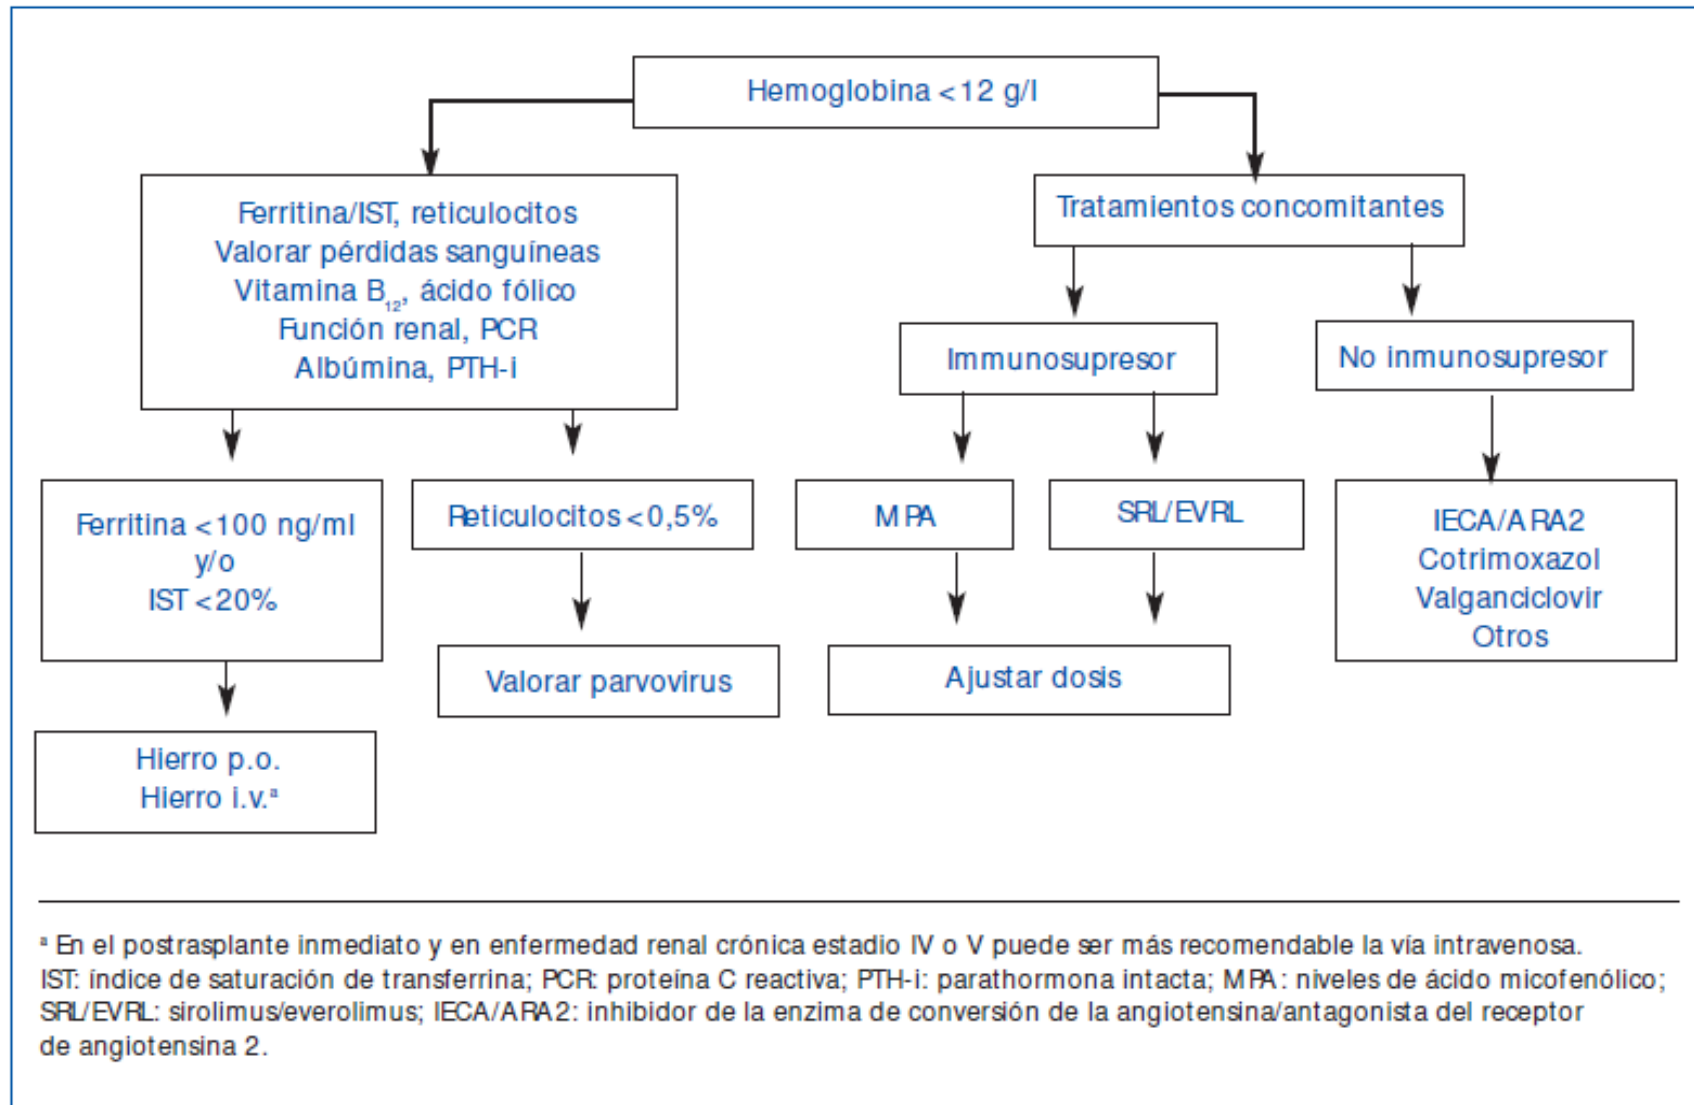 Hemoglobina <12 g/l
Ferritina/IST, reticulocitos
Valorar pérdidas sanguíneas
Vitamina B12, ácido fólico
Función renal, PCR
Albúmina, PTH-i
Tratamientos concomitantes
Immunosupresor
No inmunosupresor
Ferritina <100 ng/ml
y/o
IST <20%
Reticulocitos <0,5%
MPA
SRL/EVRL
IECA/ARA2
Cotrimoxazol
Valganciclovir
Otros
Valorar parvovirus
Ajustar dosis
Hierro p.o.
Hierro i.v.ª
ª En el postrasplante inmediato y en enfermedad renal crónica estadio IV o V puede ser más recomendable la vía intravenosa.
IST: índice de saturación de transferrina; PCR: proteína C reactiva; PTH-i: parathormona intacta; MPA: niveles de ácido micofenólico;
SRL/EVRL: sirolimus/everolimus; IECA/ARA2: inhibidor de la enzima de conversión de la angiotensina/antagonista del receptor
de angiotensina 2.